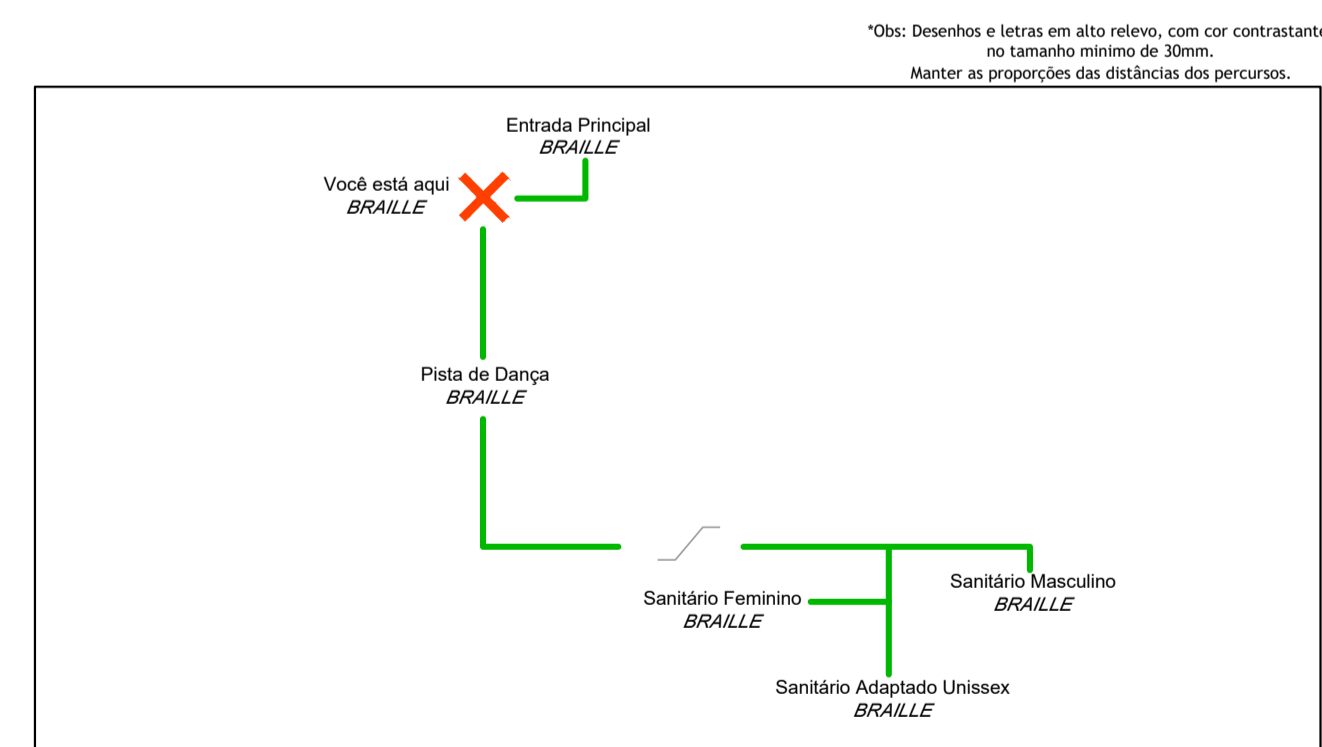 *Obs: Desenhos e letras em alto relevo, com cor contrastante
no tamanho minimo de 30mm.
Manter as proporções das distâncias dos percursos.
Entrada Principal
BRAILLE
Você está aqui
BRAILLE
Pista de Dança
BRAILLE
Sanitário Feminino
BRAILLE
Sanitário Masculino
BRAILLE
Sanitário Adaptado Unissex
BRAILLE